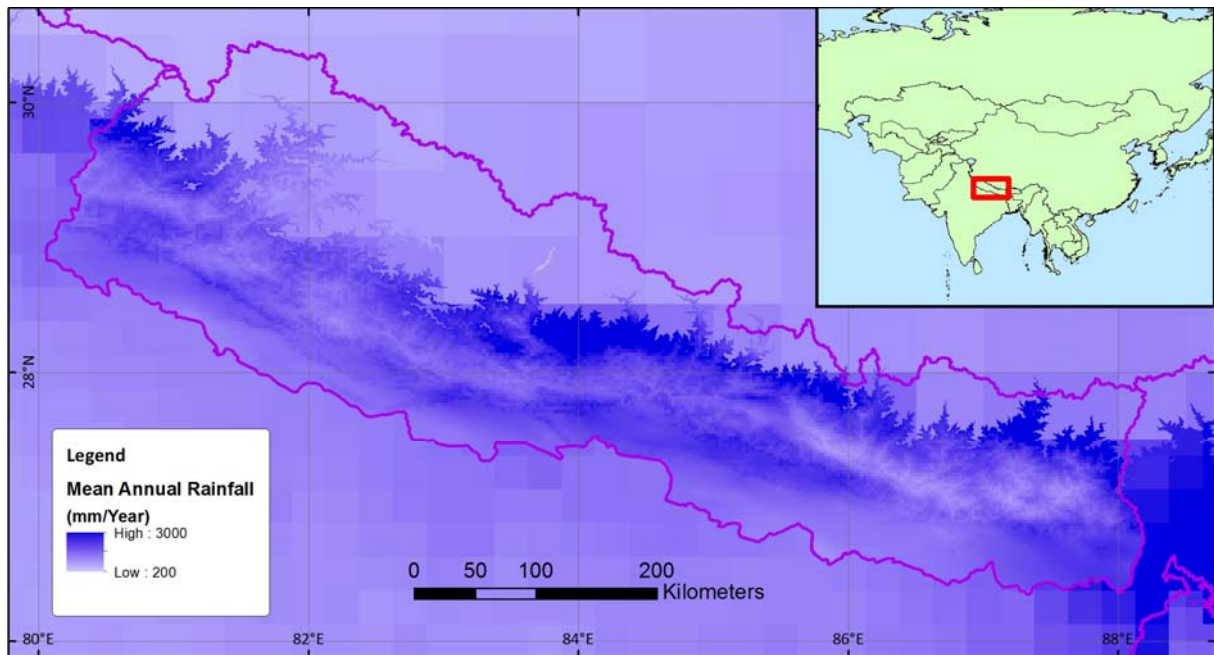 30°N
28°N
Legend
Mean Annual Rainfall
(mm/Year)
High : 3000
Low : 200
0 50 100 200
Kilometers
80°E 82°E 84°E 86°E 88°E